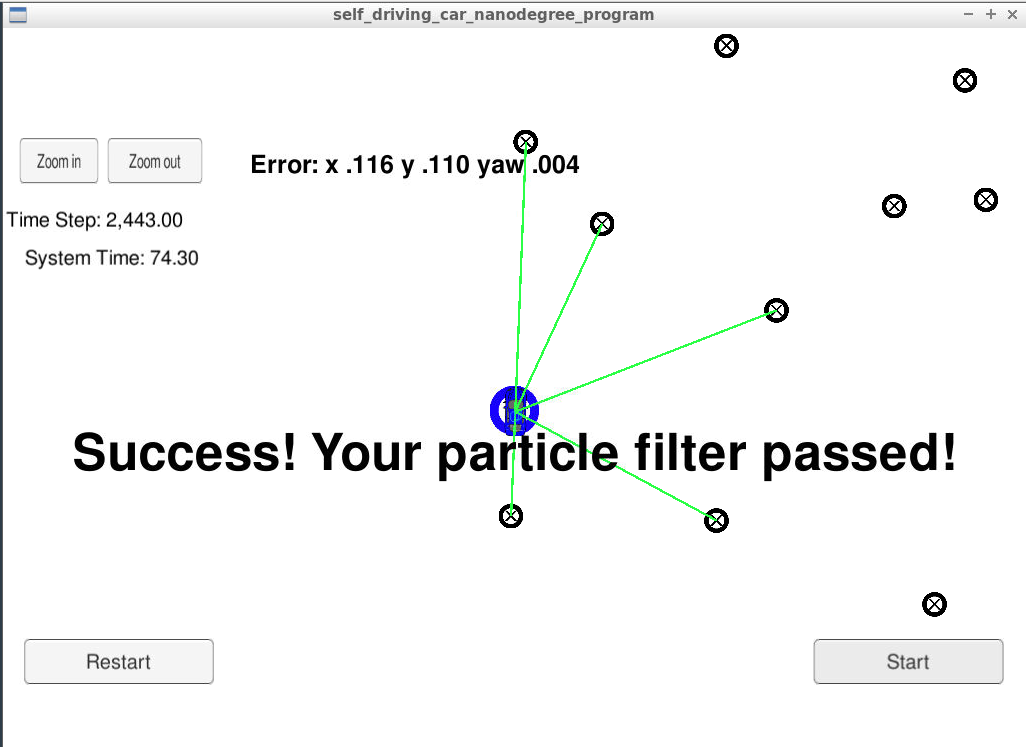 self_driving_car_nanodegree_program
Zoom in Zoom out
Error: x .116 y .110 yaw .004
Time Step: 2,443.00
System Time: 74.30
Success! Your particle filter passed!
Restart
Start